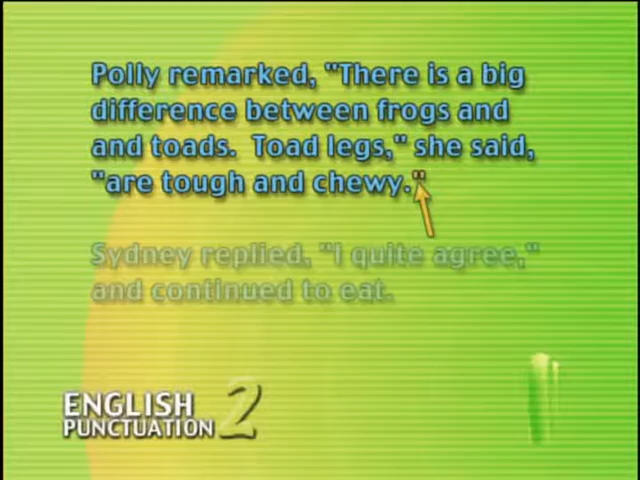 Polly remarked, "There is a big
difference between frogs and
and toads.  Toad legs," she said,
"are tough and chewy."
Sydney replied, "I quite agree,"
and continued to eat.
ENGLISH
PUNCTUATION 2